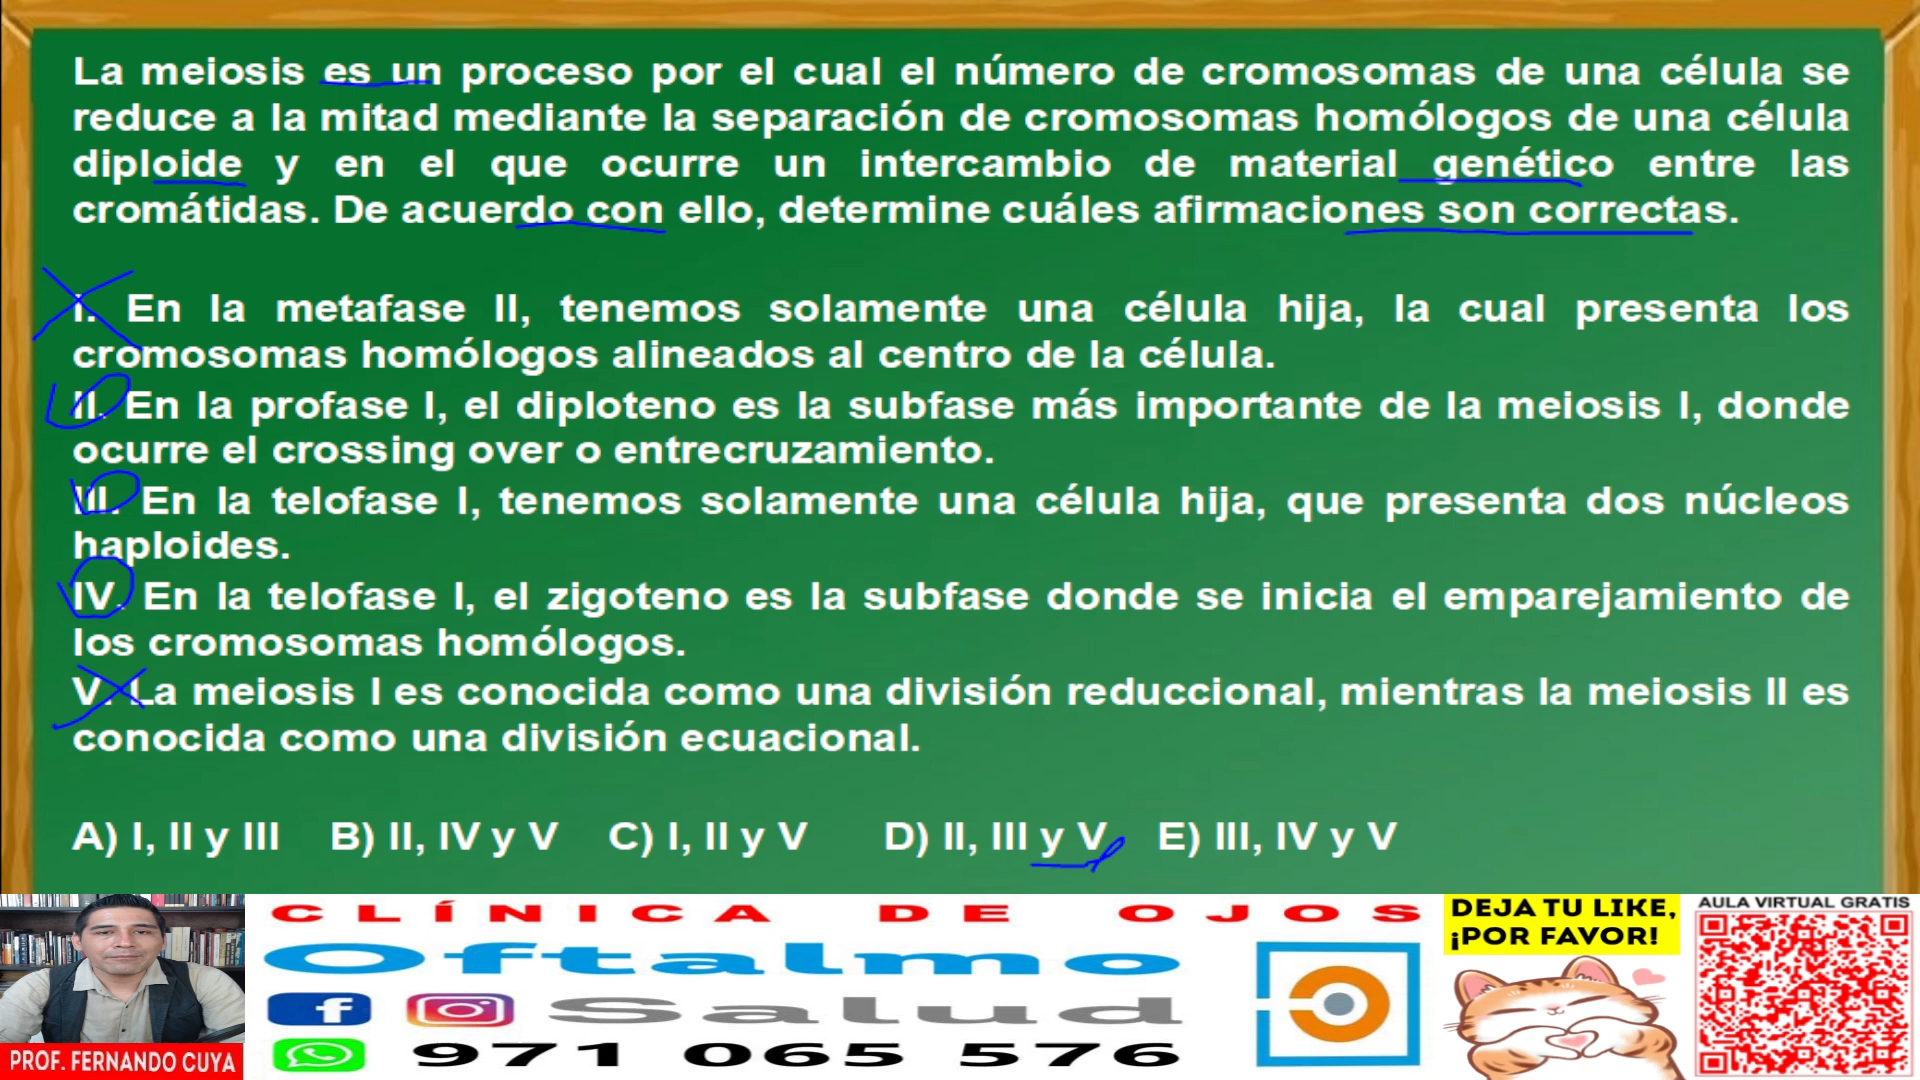 La meiosis es un proceso por el cual el número de cromosomas de una célula se
reduce a la mitad mediante la separación de cromosomas homólogos de una célula
diploide y en el que ocurre un intercambio de material genético entre las
cromátidas. De acuerdo con ello, determine cuáles afirmaciones son correctas.
I. En la metafase II, tenemos solamente una célula hija, la cual presenta los
cromosomas homólogos alineados al centro de la célula.
II. En la profase I, el diploteno es la subfase más importante de la meiosis I, donde
ocurre el crossing over o entrecruzamiento.
III. En la telofase I, tenemos solamente una célula hija, que presenta dos núcleos
haploides.
IV. En la telofase I, el zigoteno es la subfase donde se inicia el emparejamiento de
los cromosomas homólogos.
V. La meiosis I es conocida como una división reduccional, mientras la meiosis II es
conocida como una división ecuacional.
A) I, II y III B) II, IV y V C) I, II y V D) II, III y V E) III, IV y V
PROF. FERNANDO CUYA
CLÍNICA DE OJOS
Oftalmo
Salud
971 065 576
DEJA TU LIKE,
¡POR FAVOR!
AULA VIRTUAL GRATIS